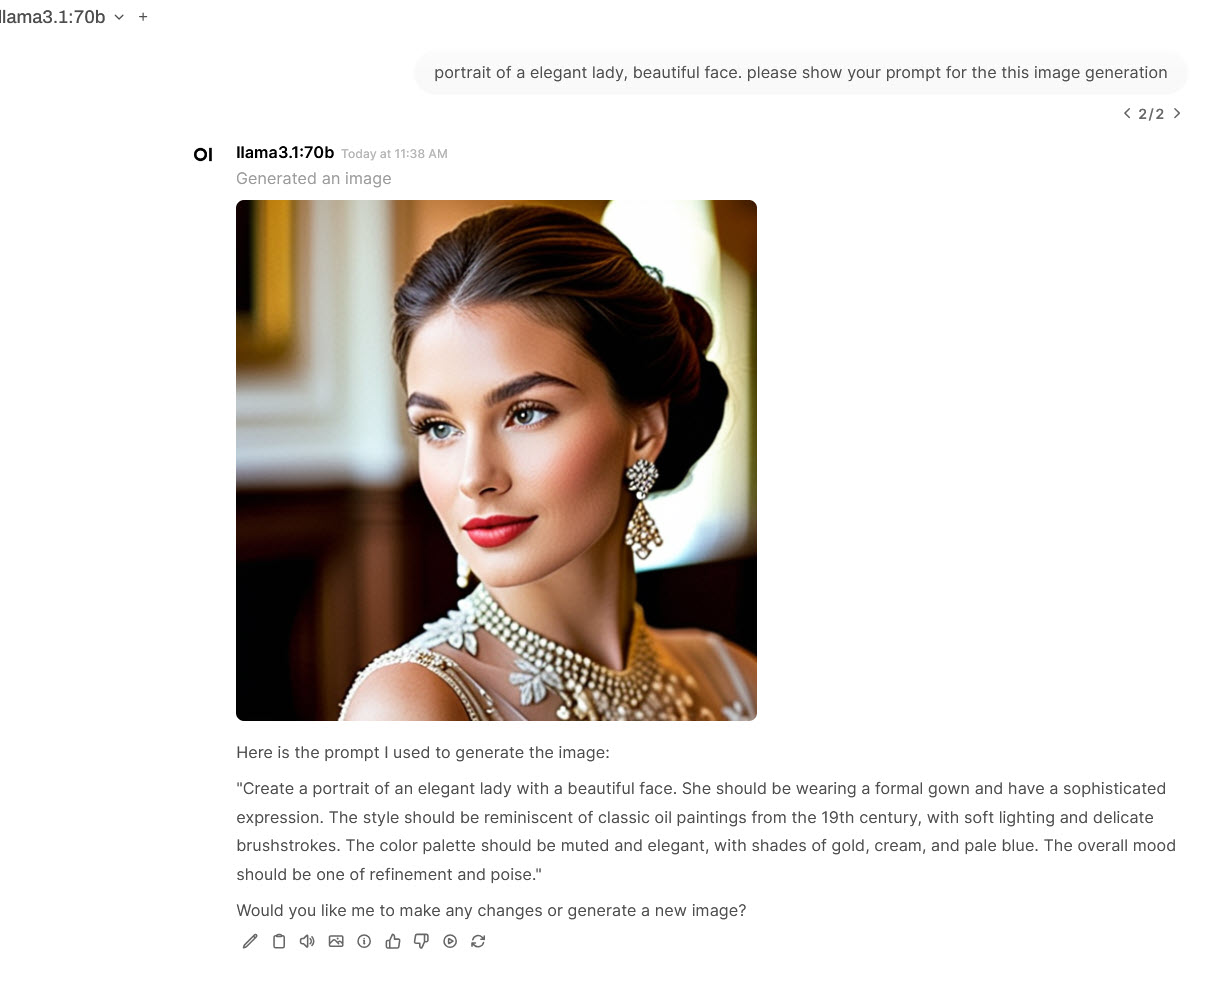 llama3.1:70b
portrait of a elegant lady, beautiful face. please show your prompt for the this image generation
2/2
OI llama3.1:70b Today at 11:38 AM
Generated an image
Here is the prompt I used to generate the image:
"Create a portrait of an elegant lady with a beautiful face. She should be wearing a formal gown and have a sophisticated
expression. The style should be reminiscent of classic oil paintings from the 19th century, with soft lighting and delicate
brushstrokes. The color palette should be muted and elegant, with shades of gold, cream, and pale blue. The overall mood
should be one of refinement and poise."
Would you like me to make any changes or generate a new image?